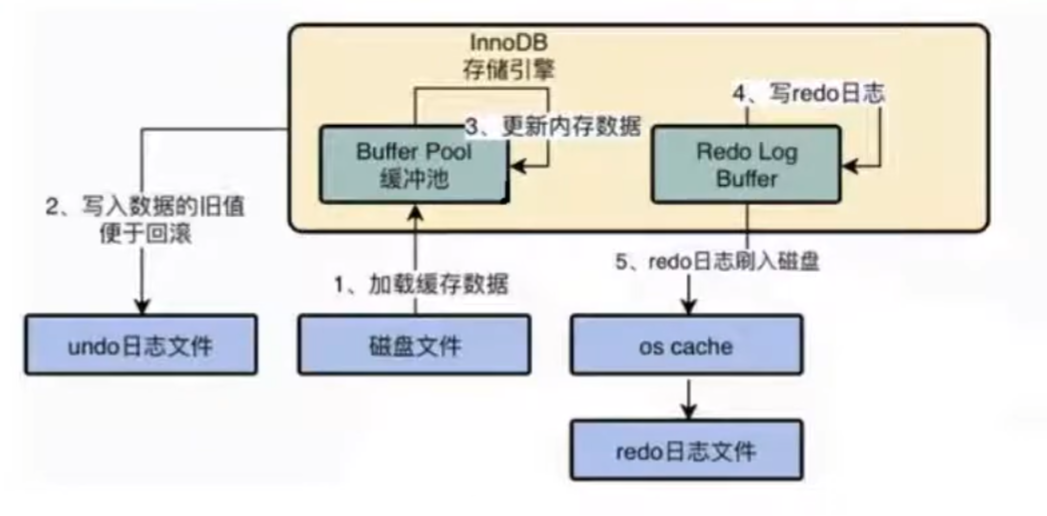 InnoDB
存储引擎
4、写redo日志
3、更新内存数据
Buffer Pool
缓冲池
Redo Log
Buffer
2、写入数据的旧值
便于回滚
5、redo日志刷入磁盘
1、加载缓存数据
undo日志文件
磁盘文件
os cache
redo日志文件